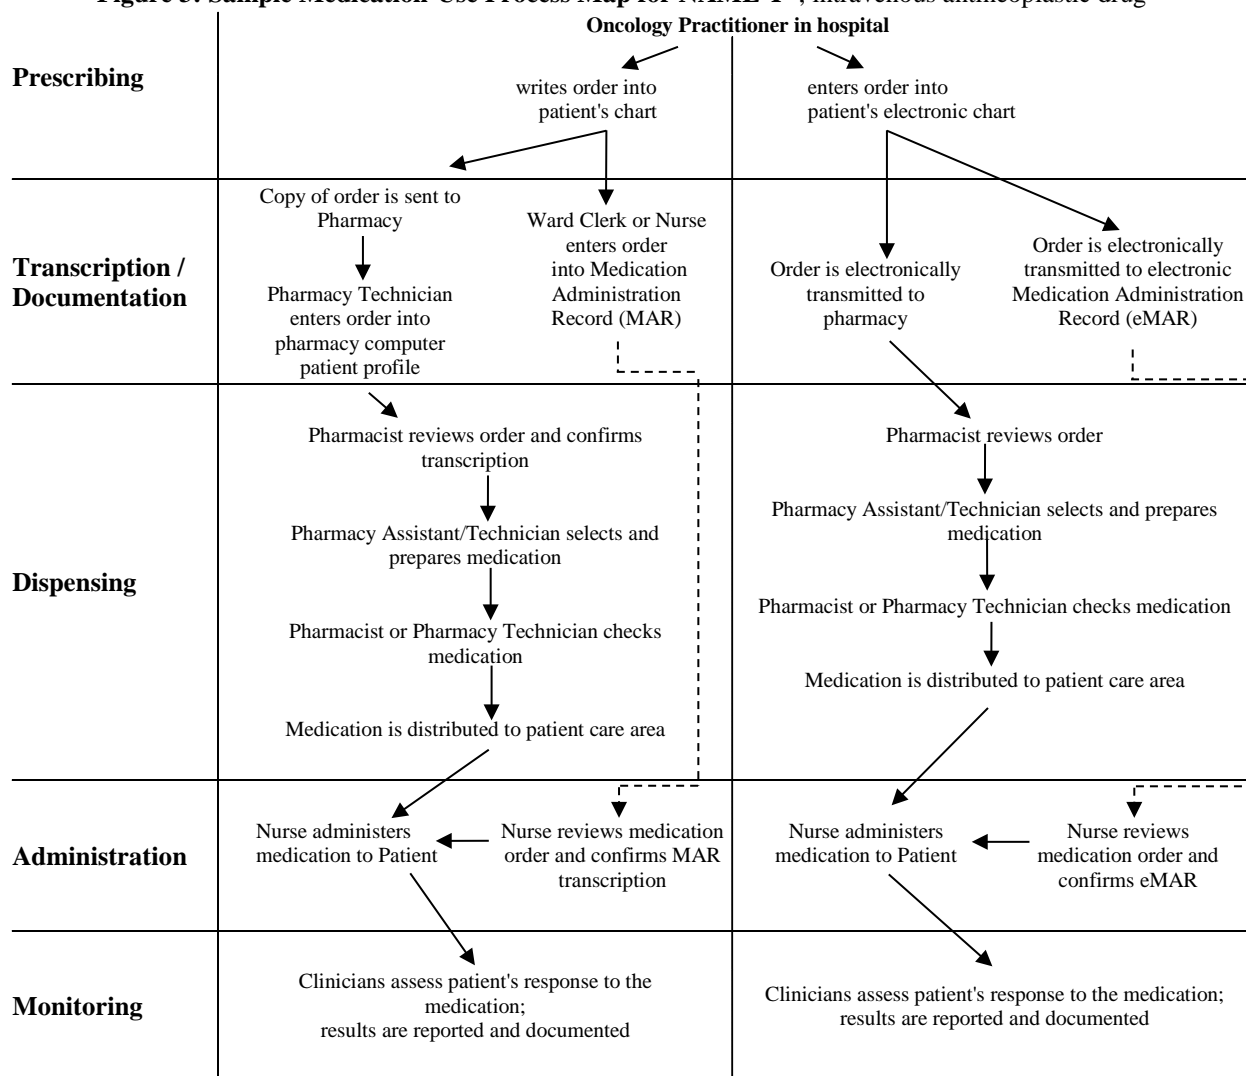 Figure 3: Sample Medication Use Process Map for NAME 1 , intravenous antineoplastic drug
Oncology Practitioner in hospital
Prescribing
writes order into
patient's chart
enters order into
patient's electronic chart
Transcription /
Documentation
Copy of order is sent to
Pharmacy
Pharmacy Technician
enters order into
pharmacy computer
patient profile
Ward Clerk or Nurse
enters order
into Medication
Administration
Record (MAR)
Order is electronically
transmitted to
pharmacy
Order is electronically
transmitted to electronic
Medication Administration
Record (eMAR)
Dispensing
Pharmacist reviews order and confirms
transcription
Pharmacy Assistant/Technician selects and
prepares medication
Pharmacist or Pharmacy Technician checks
medication
Medication is distributed to patient care area
Pharmacist reviews order
Pharmacy Assistant/Technician selects and prepares
medication
Pharmacist or Pharmacy Technician checks medication
Medication is distributed to patient care area
Administration
Nurse administers
medication to Patient
Nurse reviews medication
order and confirms MAR
transcription
Nurse administers
medication to Patient
Nurse reviews
medication order and
confirms eMAR
Monitoring
Clinicians assess patient's response to the
medication;
results are reported and documented
Clinicians assess patient's response to the medication;
results are reported and documented